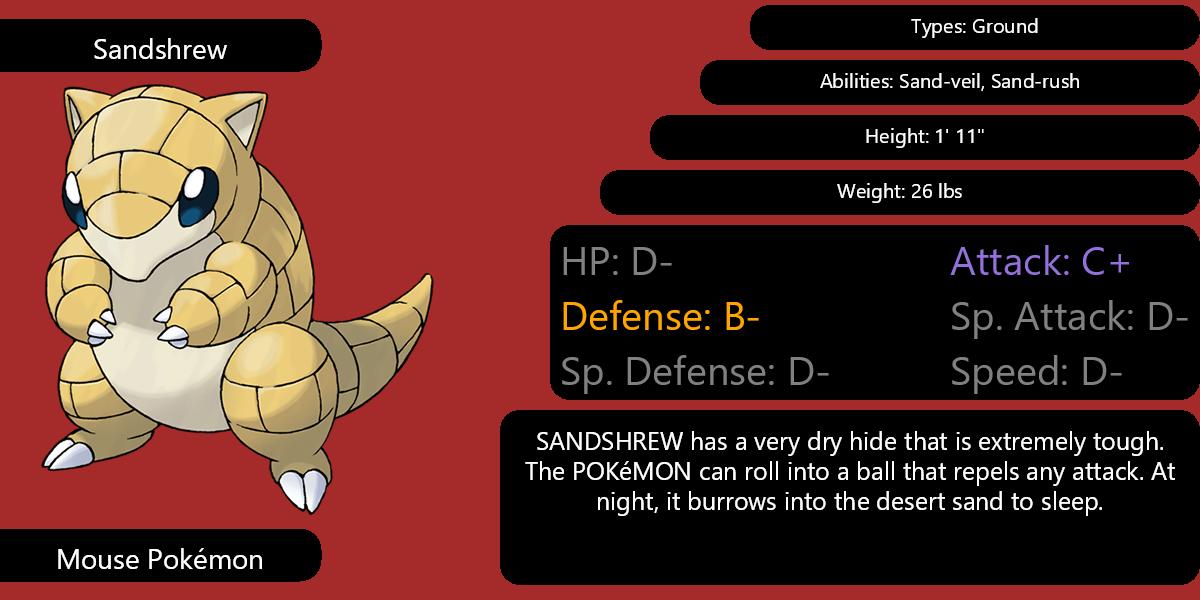 Sandshrew
Types: Ground
Abilities: Sand-veil, Sand-rush
Height: 1' 11"
Weight: 26 lbs
HP: D-
Attack: C+
Defense: B-
Sp. Attack: D-
Sp. Defense: D-
Speed: D-
SANDSHREW has a very dry hide that is extremely tough.
The POKéMON can roll into a ball that repels any attack. At
night, it burrows into the desert sand to sleep.
Mouse Pokémon